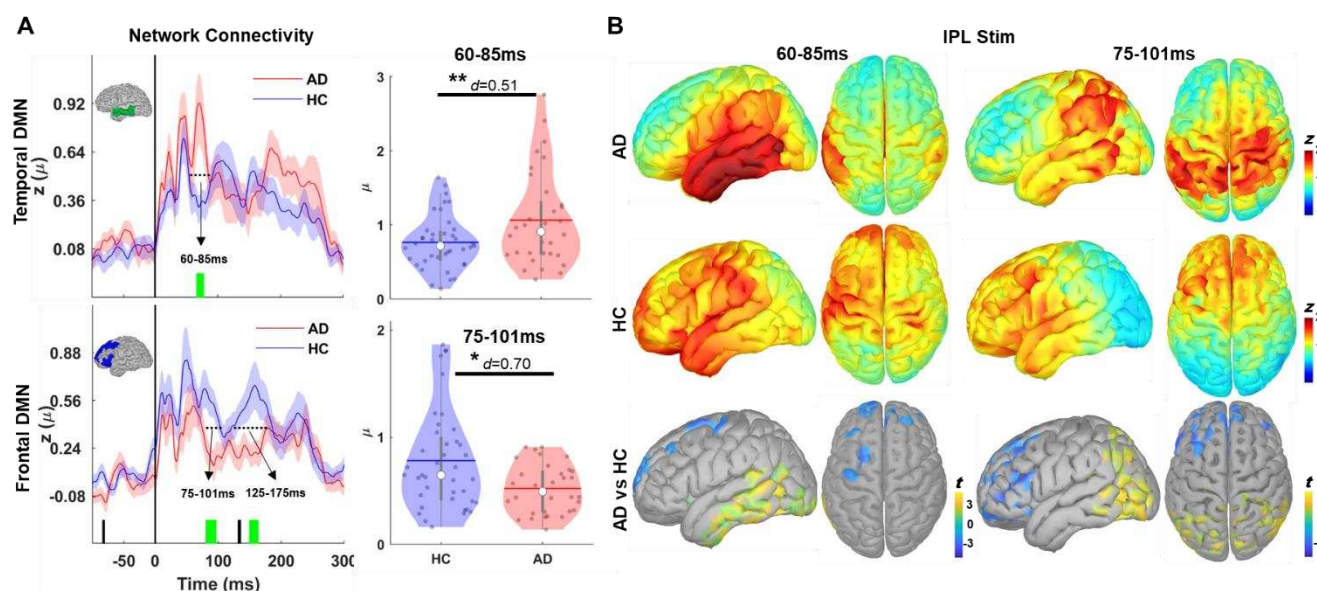 A
Network Connectivity
Temporal DMN
z (μ)
0.92
0.64
0.36
0.08
AD
HC
60-85ms
60-85ms
** d=0.51
3
2
1
0
μ
Frontal DMN
z (μ)
0.88
0.56
0.24
-0.08
AD
HC
75-101ms
125-175ms
-50 0 100 200 300
Time (ms)
75-101ms
* d=0.70
2
1
0
μ
HC AD
B
IPL Stim
60-85ms 75-101ms
AD
z
1
HC
z
1
AD vs HC
t
3
-3
t